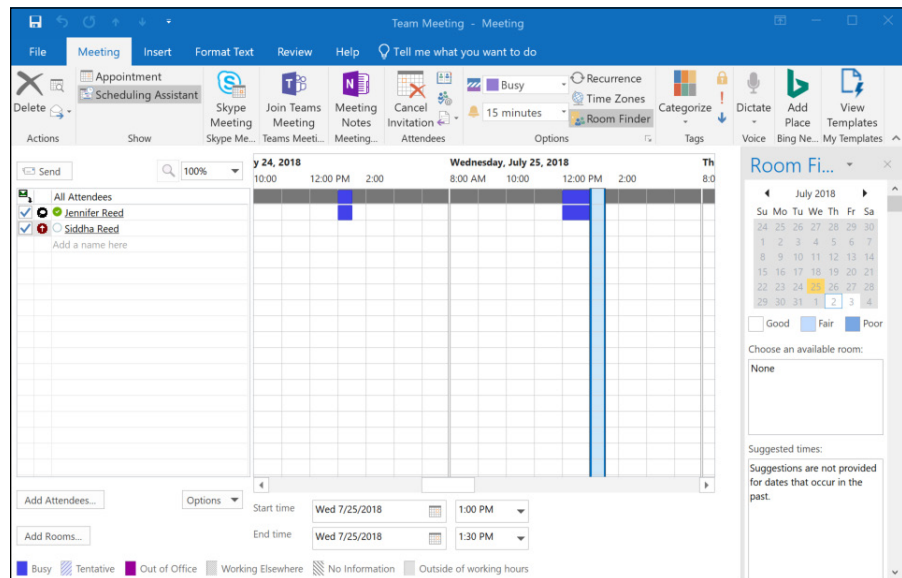 Team Meeting - Meeting
File Meeting Insert Format Text Review Help Tell me what you want to do
Delete
Actions
Appointment
Scheduling Assistant
Show
Skype
Meeting
Skype Me...
Join Teams
Meeting
Teams Meeti...
Meeting
Notes
Meeting...
Cancel
Invitation
Attendees
Busy
15 minutes
Recurrence
Time Zones
Room Finder
Options
Categorize
Tags
Dictate
Voice
Add
Place
Bing Ne...
View
Templates
My Templates
Send 100%
All Attendees
Jennifer Reed
Siddha Reed
Add a name here
y 24, 2018 Wednesday, July 25, 2018 Th
10:00 12:00 PM 2:00 8:00 AM 10:00 12:00 PM 2:00 8:0
Add Attendees... Options
Add Rooms...
Start time Wed 7/25/2018 1:00 PM
End time Wed 7/25/2018 1:30 PM
Busy Tentative Out of Office Working Elsewhere No Information Outside of working hours
Room Fi...
July 2018
Su Mo Tu We Th Fr Sa
24 25 26 27 28 29 30
1 2 3 4 5 6 7
8 9 10 11 12 13 14
15 16 17 18 19 20 21
22 23 24 25 26 27 28
29 30 31 1 2 3 4
Good Fair Poor
Choose an available room:
None
Suggested times:
Suggestions are not provided
for dates that occur in the
past.